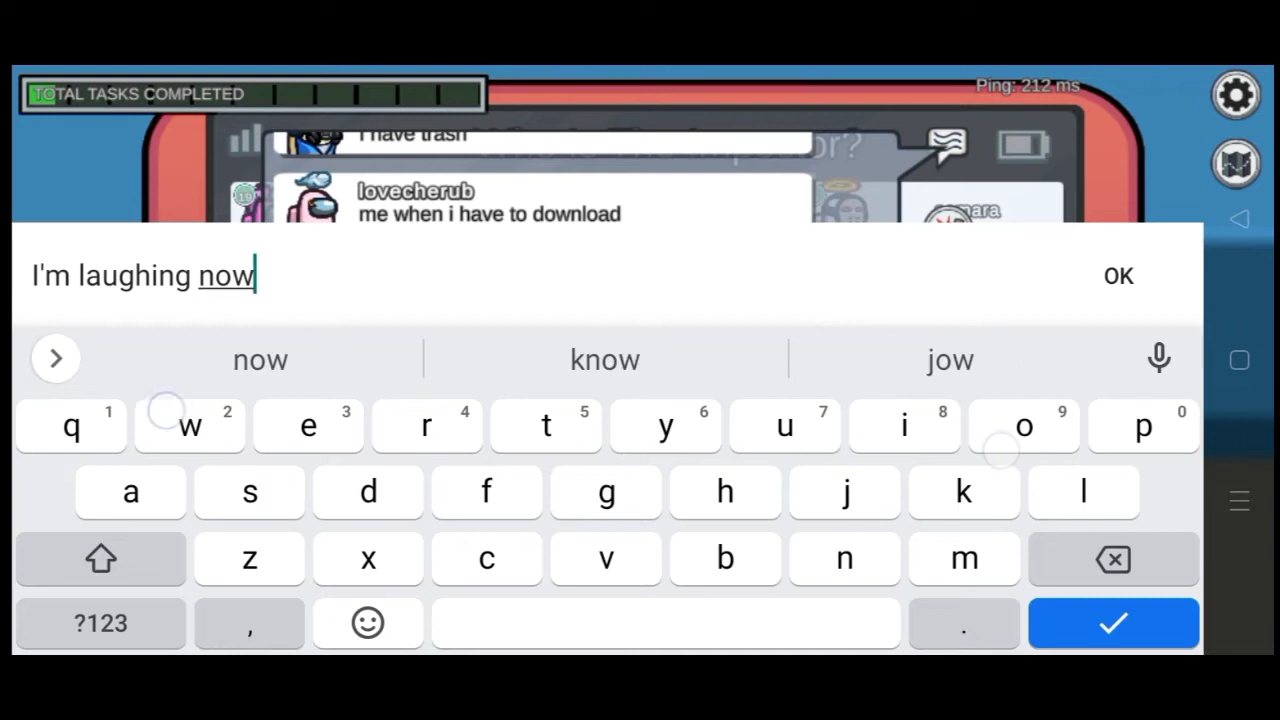 TOTAL TASKS COMPLETED
Ping: 212 ms
i have trash
or?
lovecherub
me when i have to download
I'm laughing now
OK
now know jow
q 1 w 2 e 3 r 4 t 5 y 6 u 7 i 8 o 9 p 0
a s d f g h j k l
z x c v b n m
?123 , .